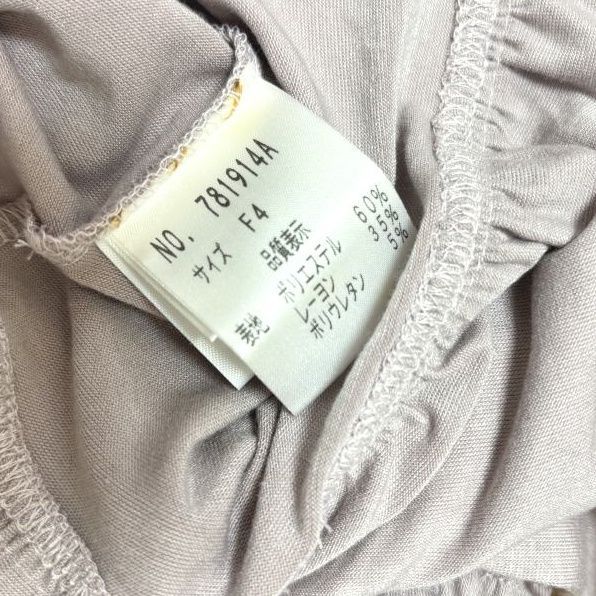 NO. 781914A
サイズ F4
品質表示
表地 ポリエステル 60%
レーヨン 35%
ポリウレタン 5%